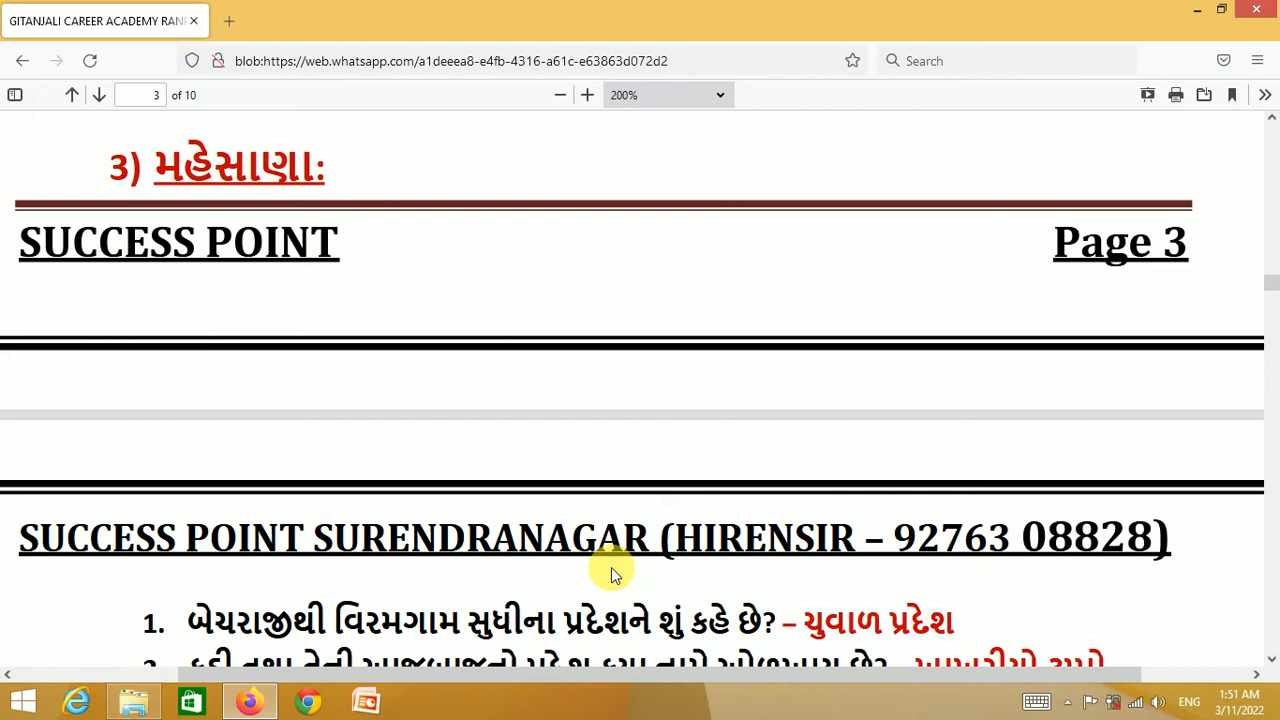 GITANJALI CAREER ACADEMY RAN
blob:https://web.whatsapp.com/a1deeea8-e4fb-4316-a61c-e63863d072d2
Search
3 of 10
200%
3) મહેસાણા:
SUCCESS POINT Page 3
SUCCESS POINT SURENDRANAGAR (HIRENSIR – 92763 08828)
1. બેચરાજીથી વિરમગામ સુધીના પ્રદેશને શું કહે છે? – ચુવાળ પ્રદેશ
ENG
1:51 AM
3/11/2022